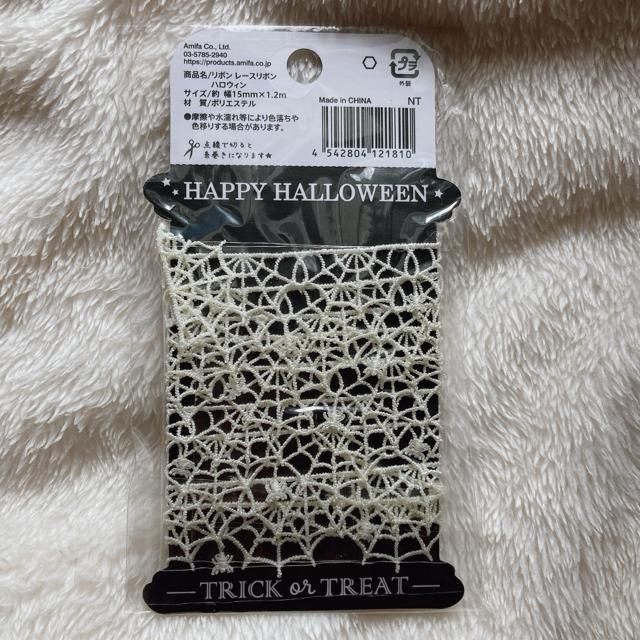 Amifa Co., Ltd.
03-5785-2940
https://products.amifa.co.jp
商品名/リボン レースリボン
ハロウィン
サイズ/約 幅15mm×1.2m
材 質/ポリエステル
●摩擦や水濡れ等により色落ちや
色移りする場合があります。
点線で切ると
糸巻きになります★
プラ
外装
Made in CHINA
NT
4 542804 121810
HAPPY HALLOWEEN
TRICK or TREAT